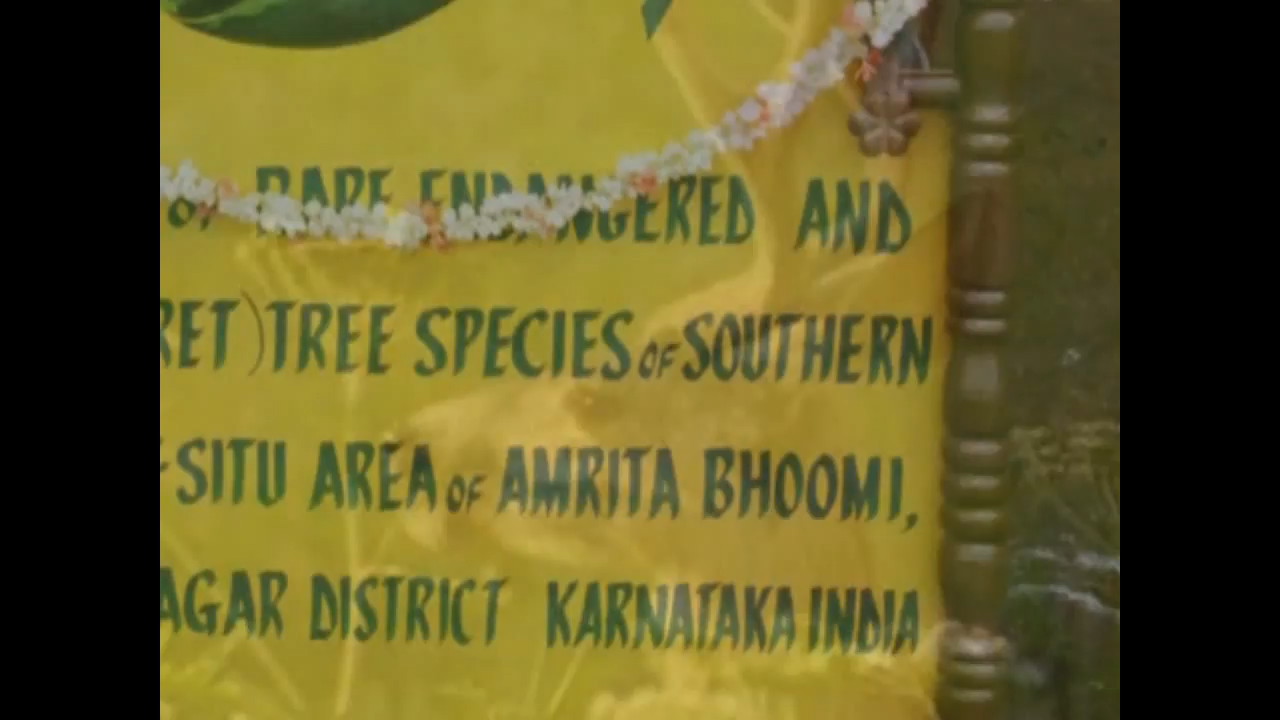 RARE ENDANGERED AND
RET) TREE SPECIES OF SOUTHERN
-SITU AREA OF AMRITA BHOOMI,
AGAR DISTRICT KARNATAKA INDIA